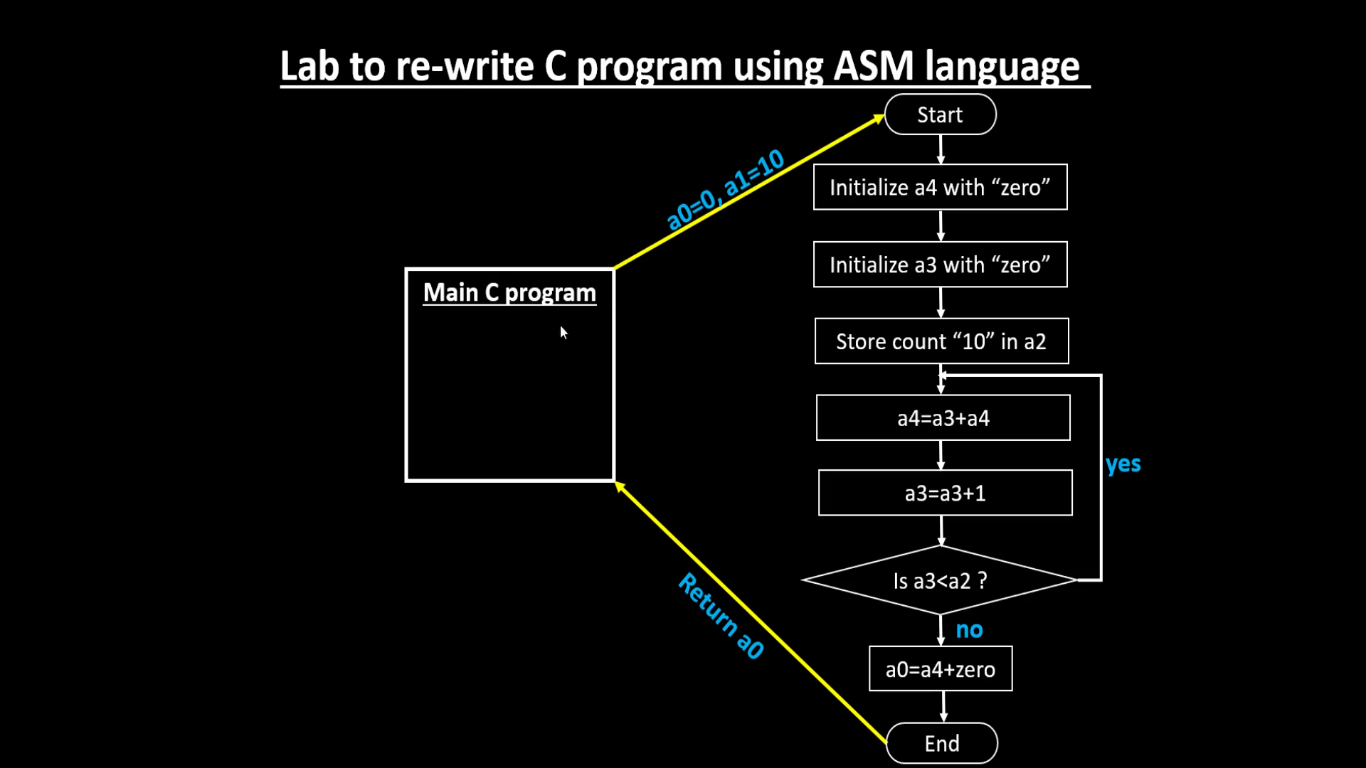 Lab to re-write C program using ASM language
Start
a0=0, a1=10
Initialize a4 with “zero”
Initialize a3 with “zero”
Main C program
Store count “10” in a2
a4=a3+a4
yes
a3=a3+1
Is a3<a2 ?
no
Return a0
a0=a4+zero
End